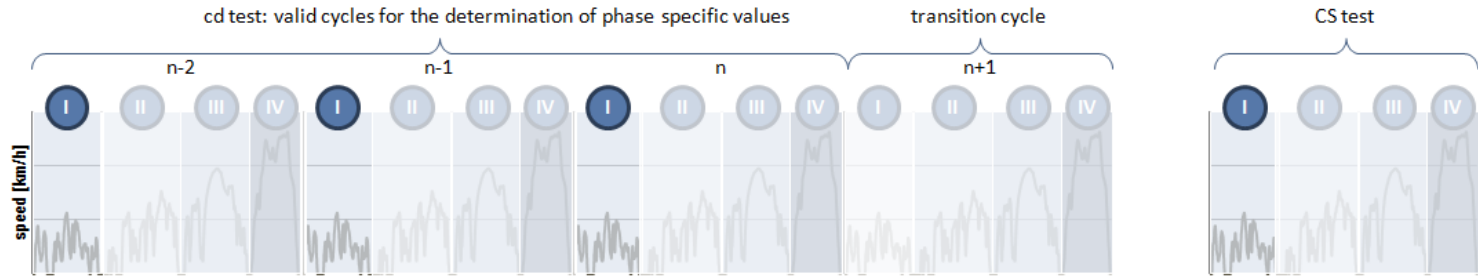 cd test: valid cycles for the determination of phase specific values
transition cycle
CS test
n-2
n-1
n
n+1
I II III IV I II III IV I II III IV I II III IV I II III IV
speed [km/h]